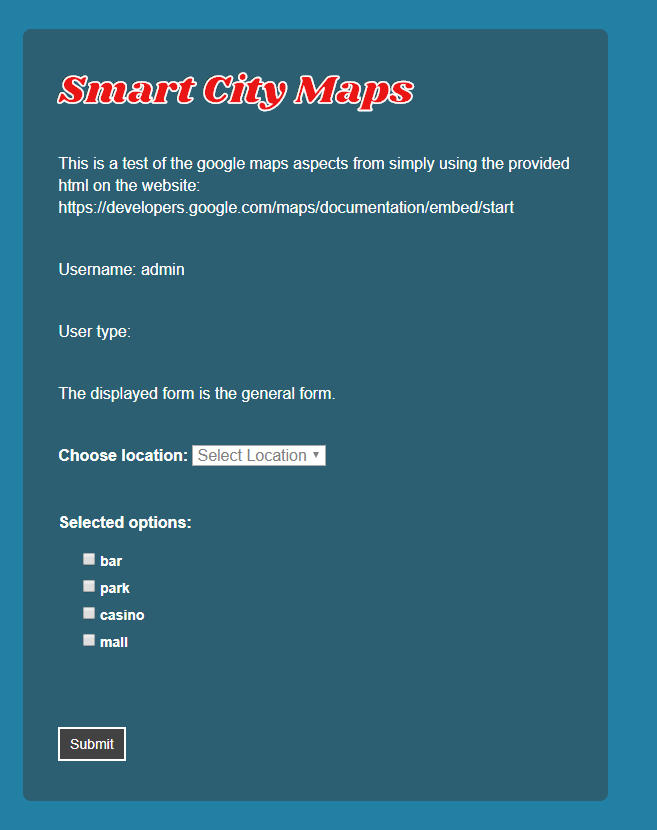 Smart City Maps
This is a test of the google maps aspects from simply using the provided
html on the website:
https://developers.google.com/maps/documentation/embed/start
Username: admin
User type:
The displayed form is the general form.
Choose location: Select Location
Selected options:
bar
park
casino
mall
Submit